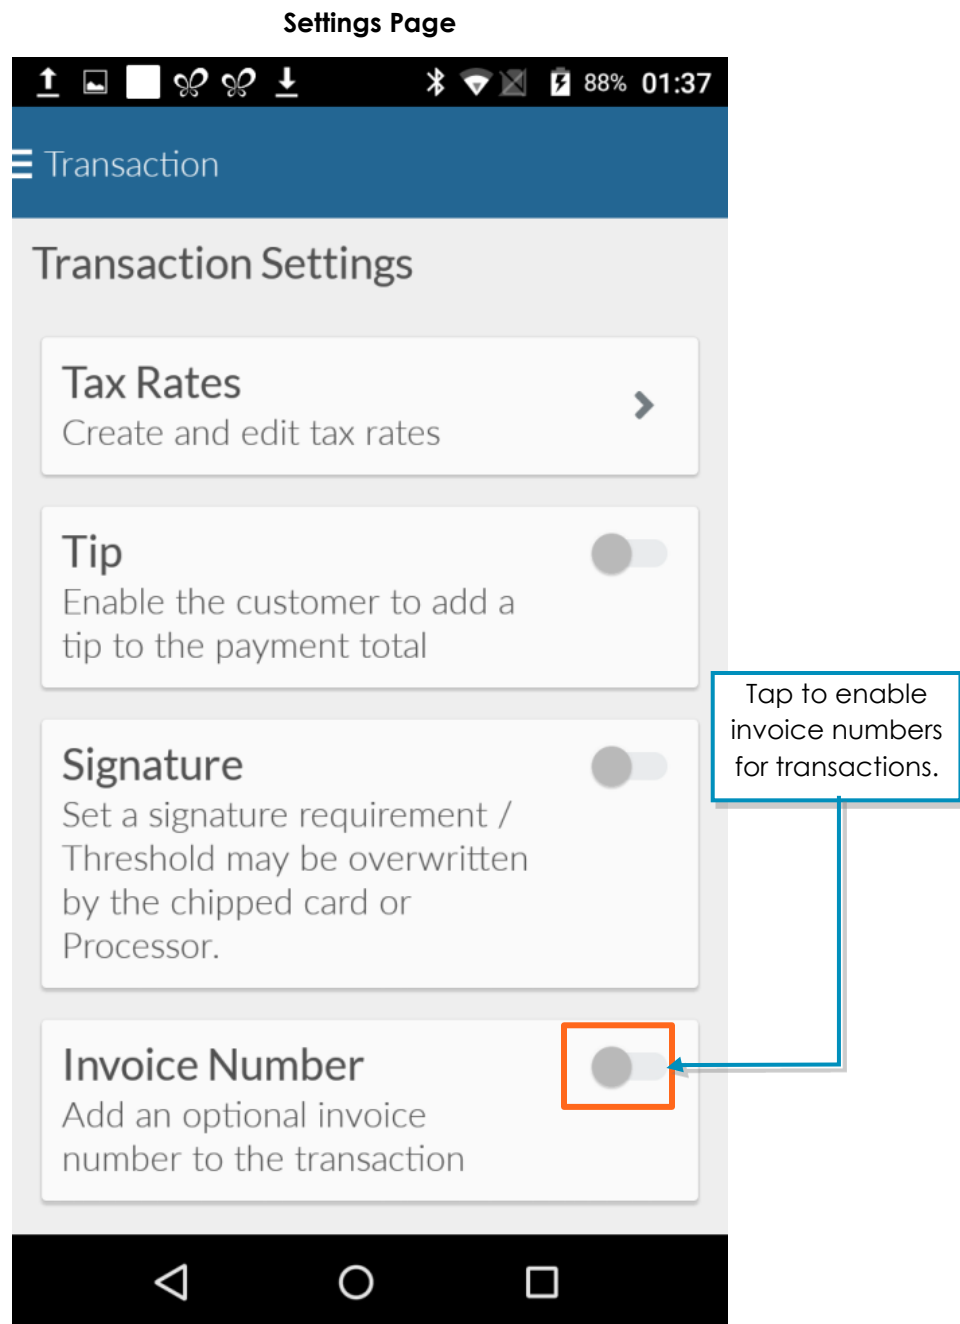 Settings Page
88% 01:37
Transaction
Transaction Settings
Tax Rates
Create and edit tax rates
Tip
Enable the customer to add a
tip to the payment total
Tap to enable
invoice numbers
for transactions.
Signature
Set a signature requirement /
Threshold may be overwritten
by the chipped card or
Processor.
Invoice Number
Add an optional invoice
number to the transaction